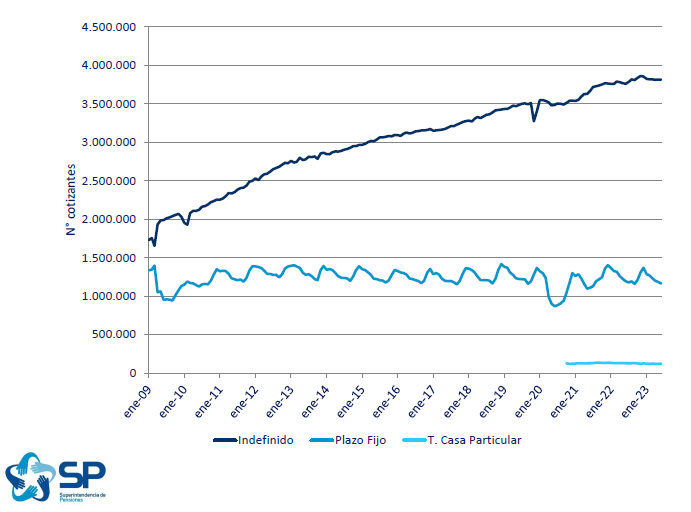 4.500.000
4.000.000
3.500.000
3.000.000
2.500.000
2.000.000
1.500.000
1.000.000
500.000
0
N° cotizantes
ene-09
ene-10
ene-11
ene-12
ene-13
ene-14
ene-15
ene-16
ene-17
ene-18
ene-19
ene-20
ene-21
ene-22
ene-23
Indefinido
Plazo Fijo
T. Casa Particular
SP
Superintendencia de
Pensiones